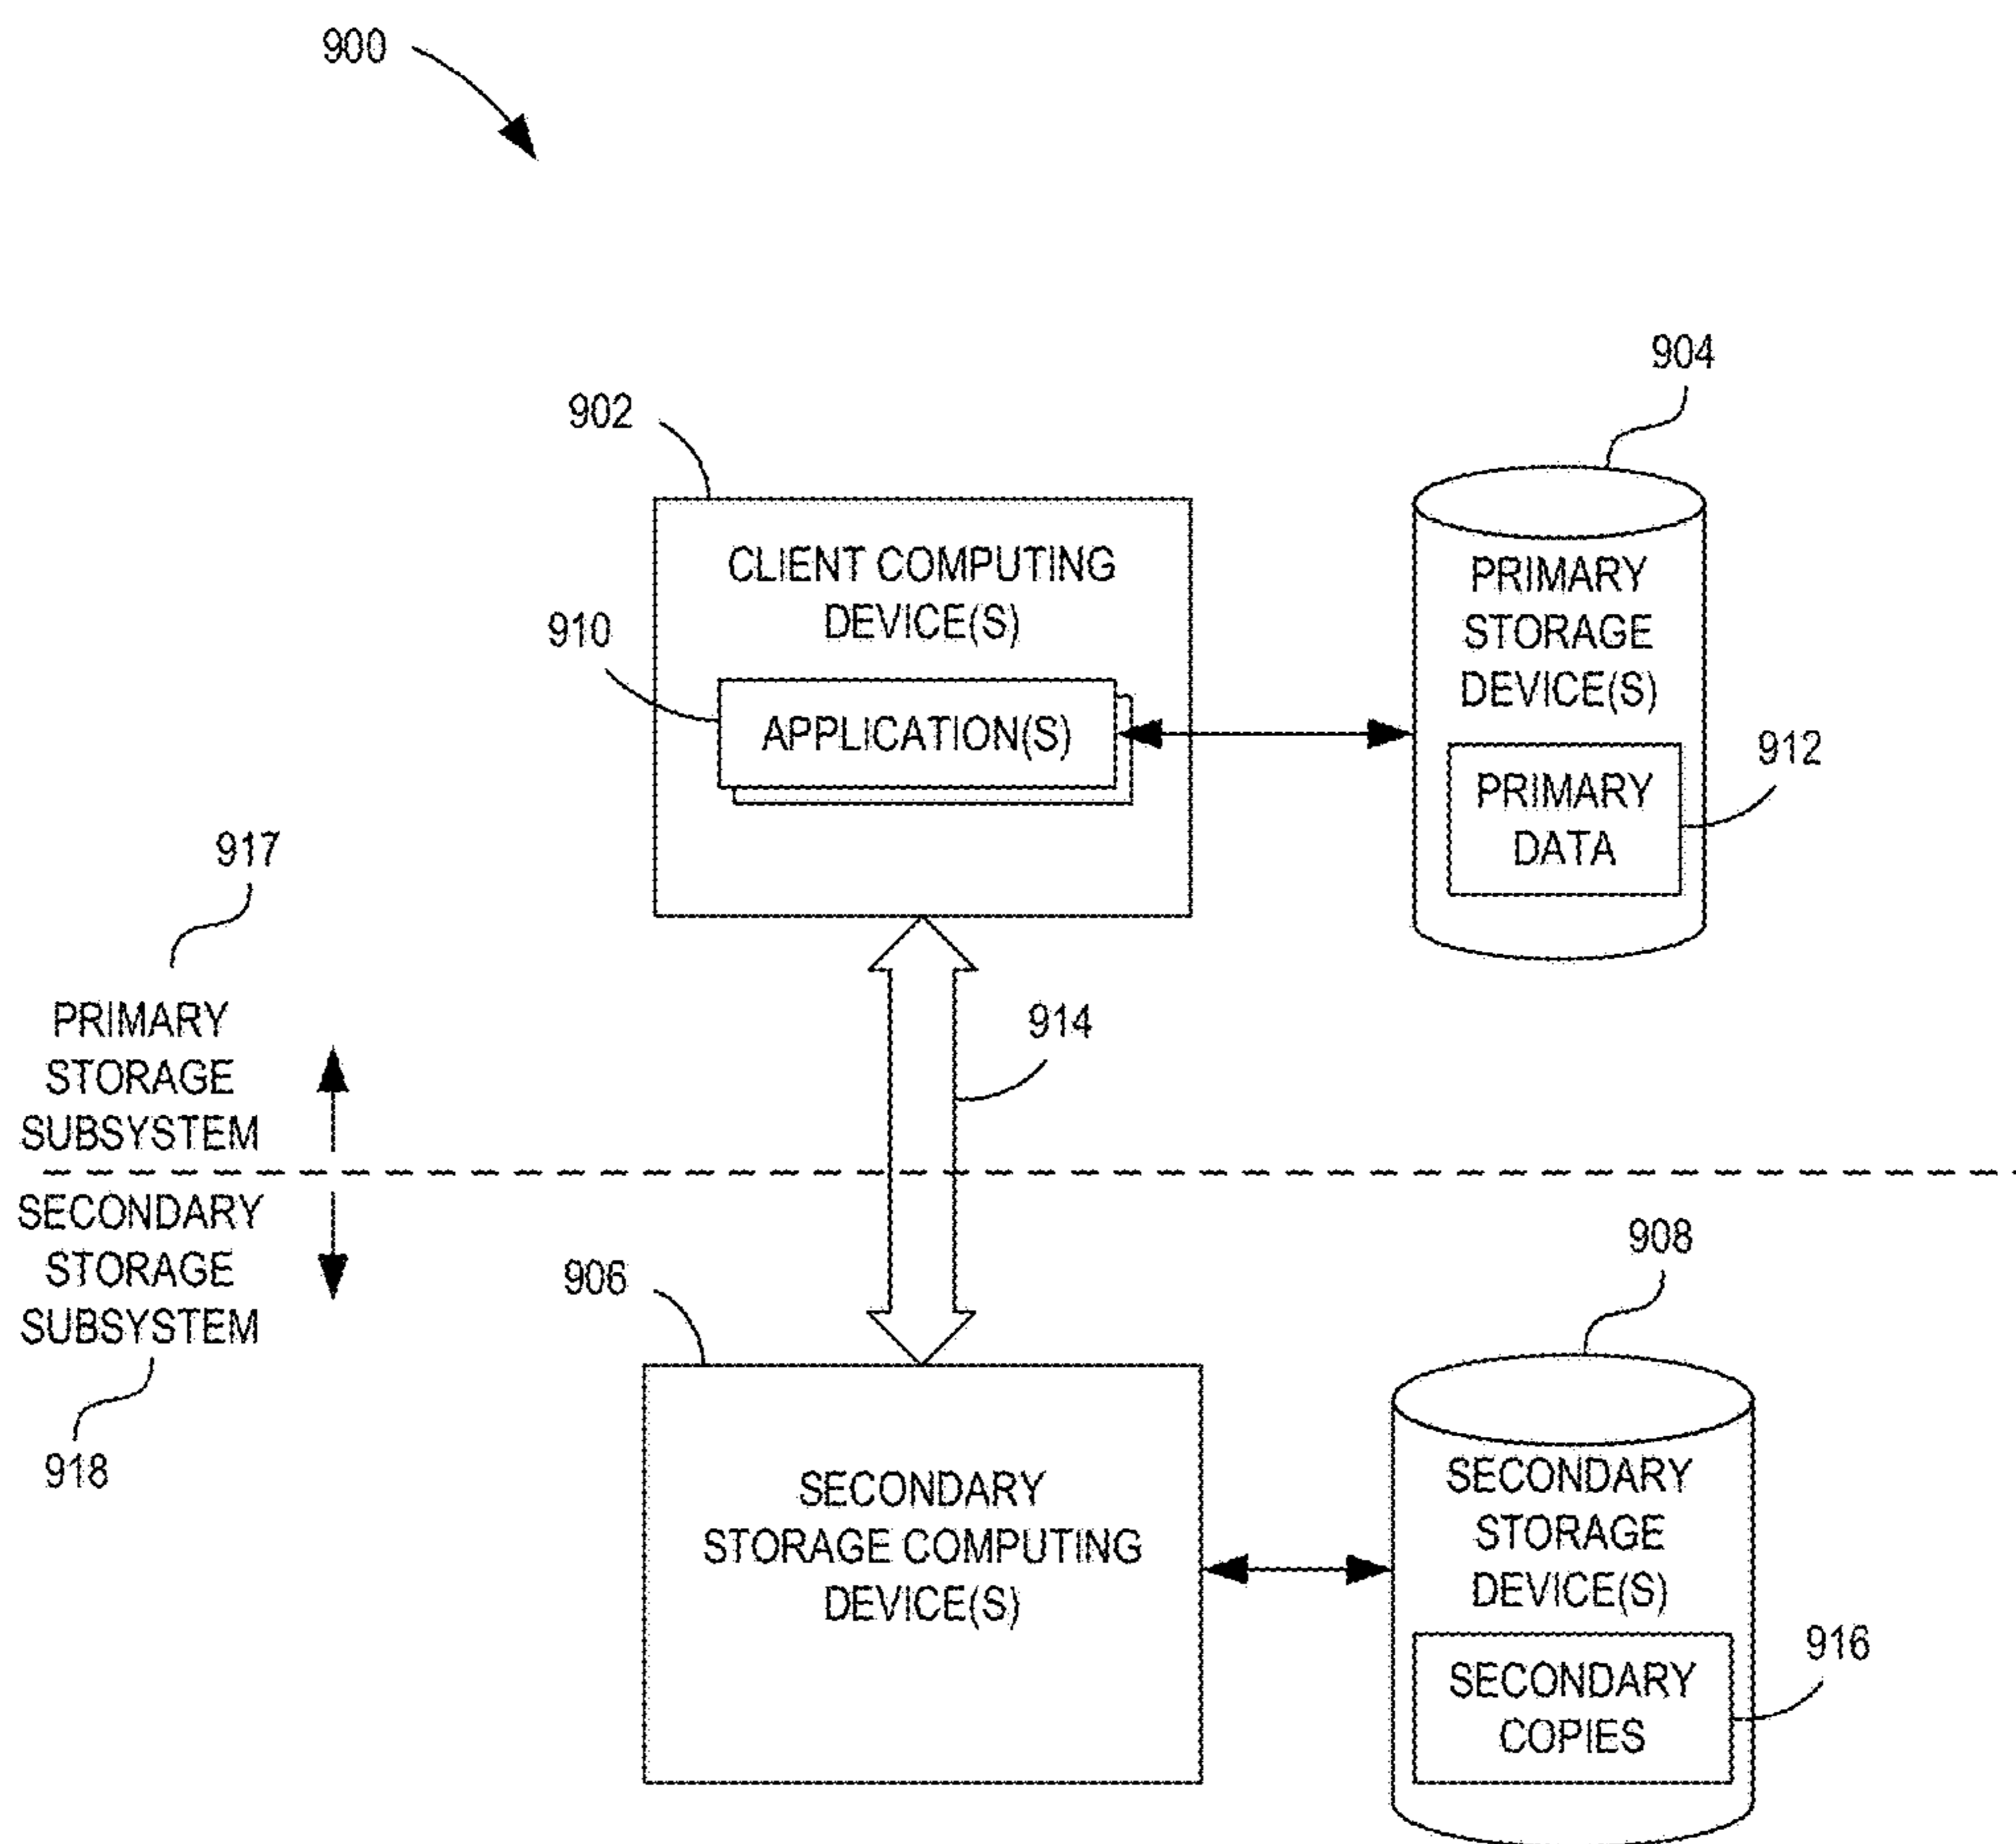 900
904
902
CLIENT COMPUTING
DEVICE(S)
910
APPLICATION(S)
PRIMARY
STORAGE
DEVICE(S)
912
PRIMARY
DATA
917
PRIMARY
STORAGE
SUBSYSTEM
914
SECONDARY
STORAGE
SUBSYSTEM
918
906
908
SECONDARY
STORAGE COMPUTING
DEVICE(S)
SECONDARY
STORAGE
DEVICE(S)
916
SECONDARY
COPIES